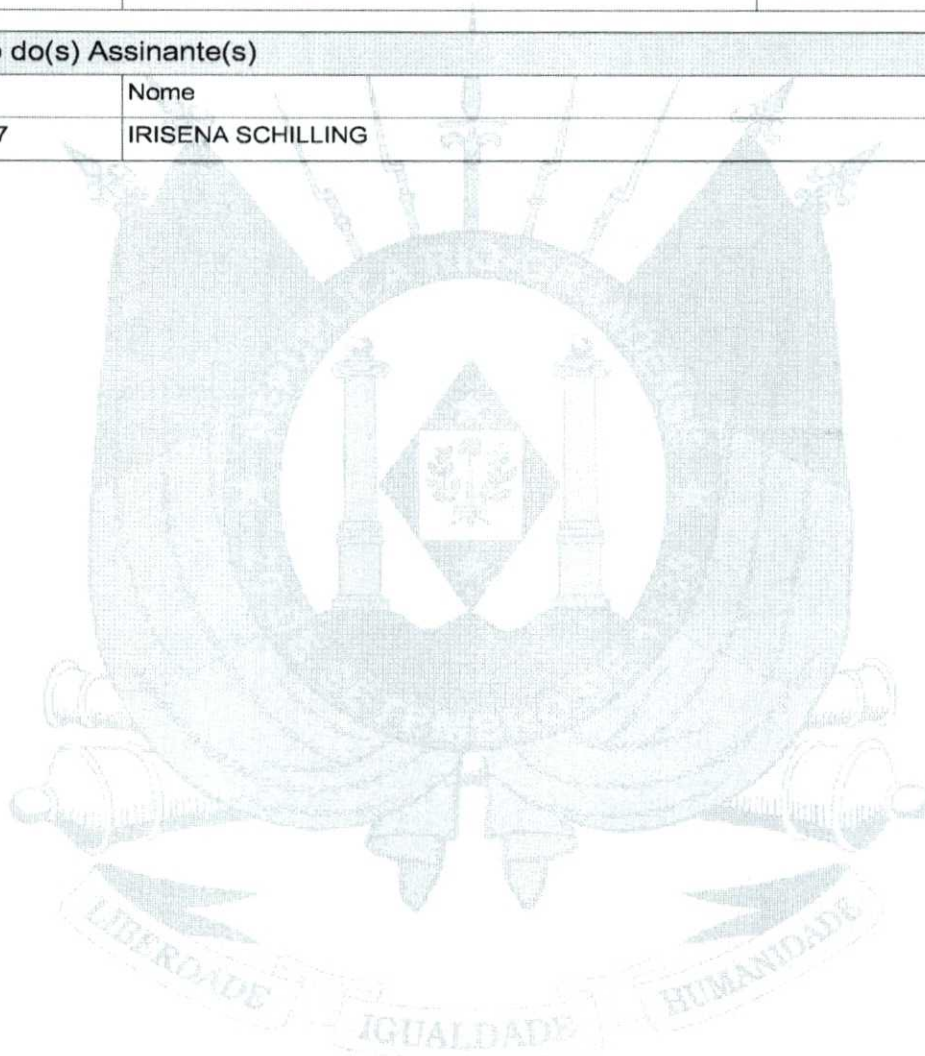 do(s) Assinante(s)
Nome
7
IRISENA SCHILLING
LIBERDADE
IGUALDADE
HUMANIDADE